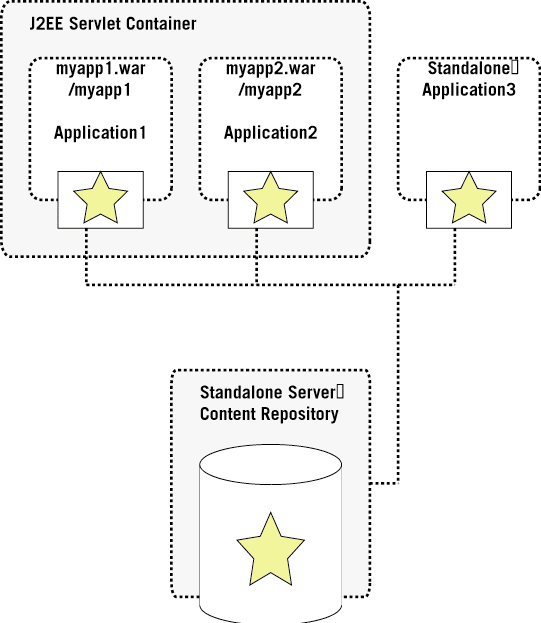 J2EE Servlet Container
myapp1.war
/myapp1
Application1
myapp2.war
/myapp2
Application2
Standalone
Application3
Standalone Server
Content Repository